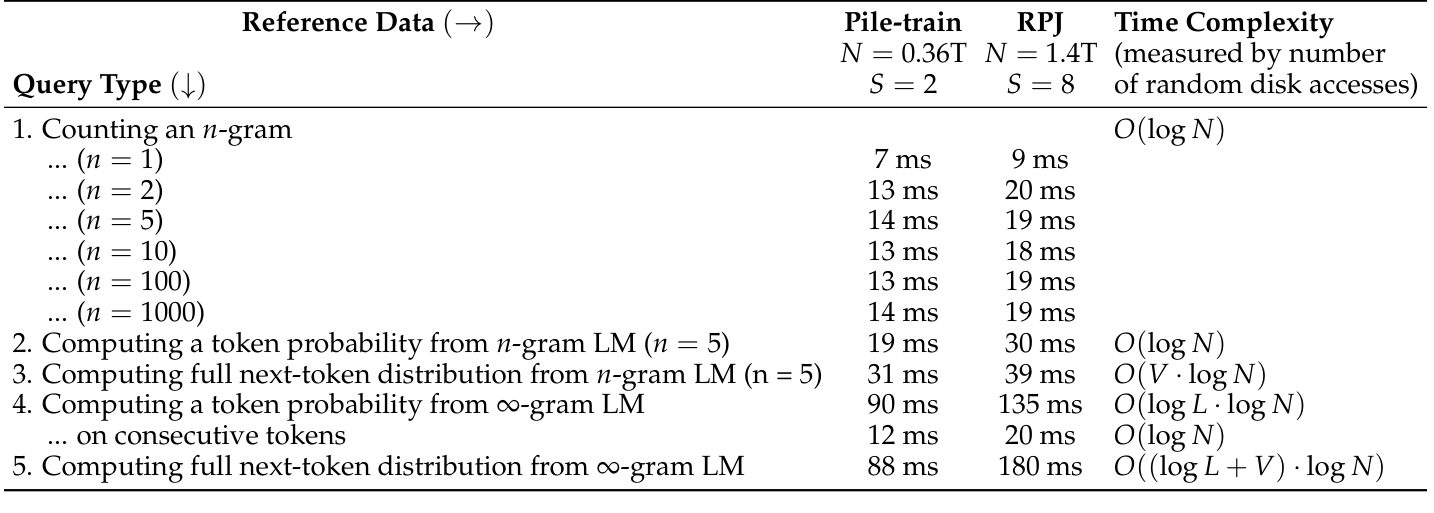 Reference Data (→) Pile-train RPJ Time Complexity
N = 0.36T N = 1.4T (measured by number
Query Type (↓) S = 2 S = 8 of random disk accesses)
1. Counting an n-gram O(log N)
... (n = 1) 7 ms 9 ms
... (n = 2) 13 ms 20 ms
... (n = 5) 14 ms 19 ms
... (n = 10) 13 ms 18 ms
... (n = 100) 13 ms 19 ms
... (n = 1000) 14 ms 19 ms
2. Computing a token probability from n-gram LM (n = 5) 19 ms 30 ms O(log N)
3. Computing full next-token distribution from n-gram LM (n = 5) 31 ms 39 ms O(V · log N)
4. Computing a token probability from ∞-gram LM 90 ms 135 ms O(log L · log N)
... on consecutive tokens 12 ms 20 ms O(log N)
5. Computing full next-token distribution from ∞-gram LM 88 ms 180 ms O((log L + V) · log N)